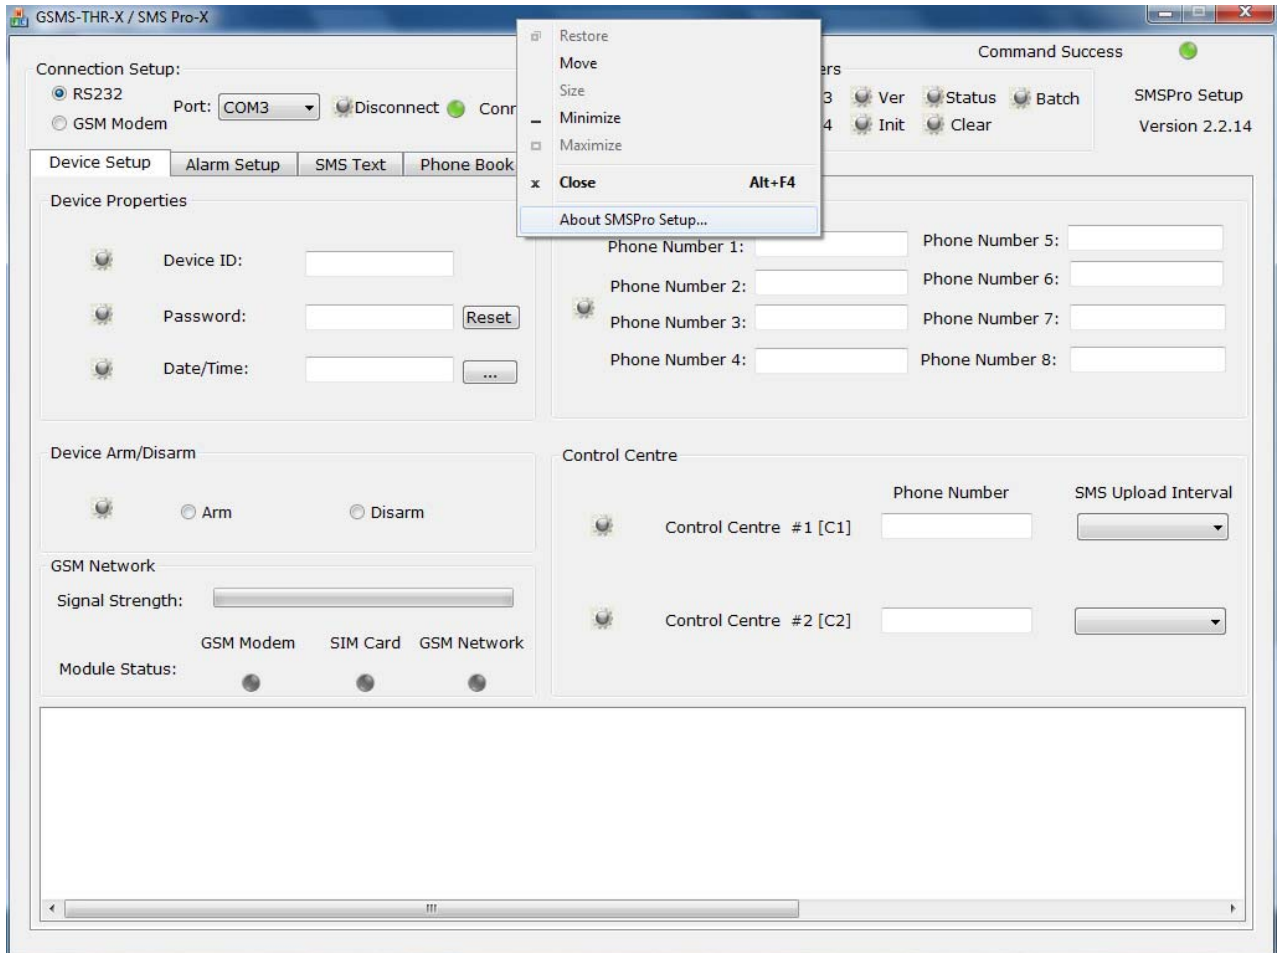 GSMS-THR-X / SMS Pro-X
Restore
Move
Size
Minimize
Maximize
Close Alt+F4
About SMSPro Setup...
Command Success
Connection Setup:
RS232
GSM Modem
Port: COM3
Disconnect
Conn
ers
3 Ver Status Batch
4 Init Clear
SMSPro Setup
Version 2.2.14
Device Setup Alarm Setup SMS Text Phone Book
Device Properties
Device ID:
Password: Reset
Date/Time: ...
Phone Number 1: Phone Number 5:
Phone Number 2: Phone Number 6:
Phone Number 3: Phone Number 7:
Phone Number 4: Phone Number 8:
Device Arm/Disarm
Arm Disarm
GSM Network
Signal Strength:
GSM Modem SIM Card GSM Network
Module Status:
Control Centre
Phone Number SMS Upload Interval
Control Centre #1 [C1]
Control Centre #2 [C2]